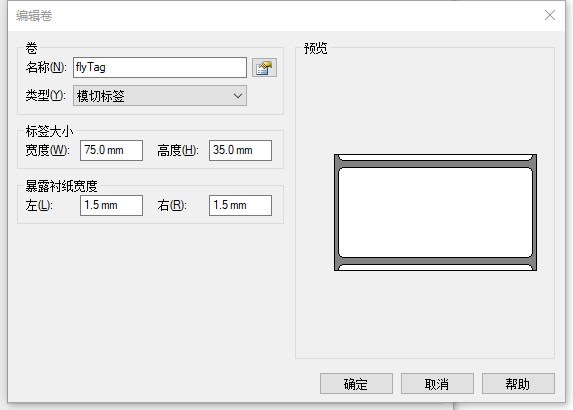 编辑卷
卷
名称(N): flyTag
类型(Y): 模切标签
标签大小
宽度(W): 75.0 mm 高度(H): 35.0 mm
暴露衬纸宽度
左(L): 1.5 mm 右(R): 1.5 mm
预览
确定 取消 帮助